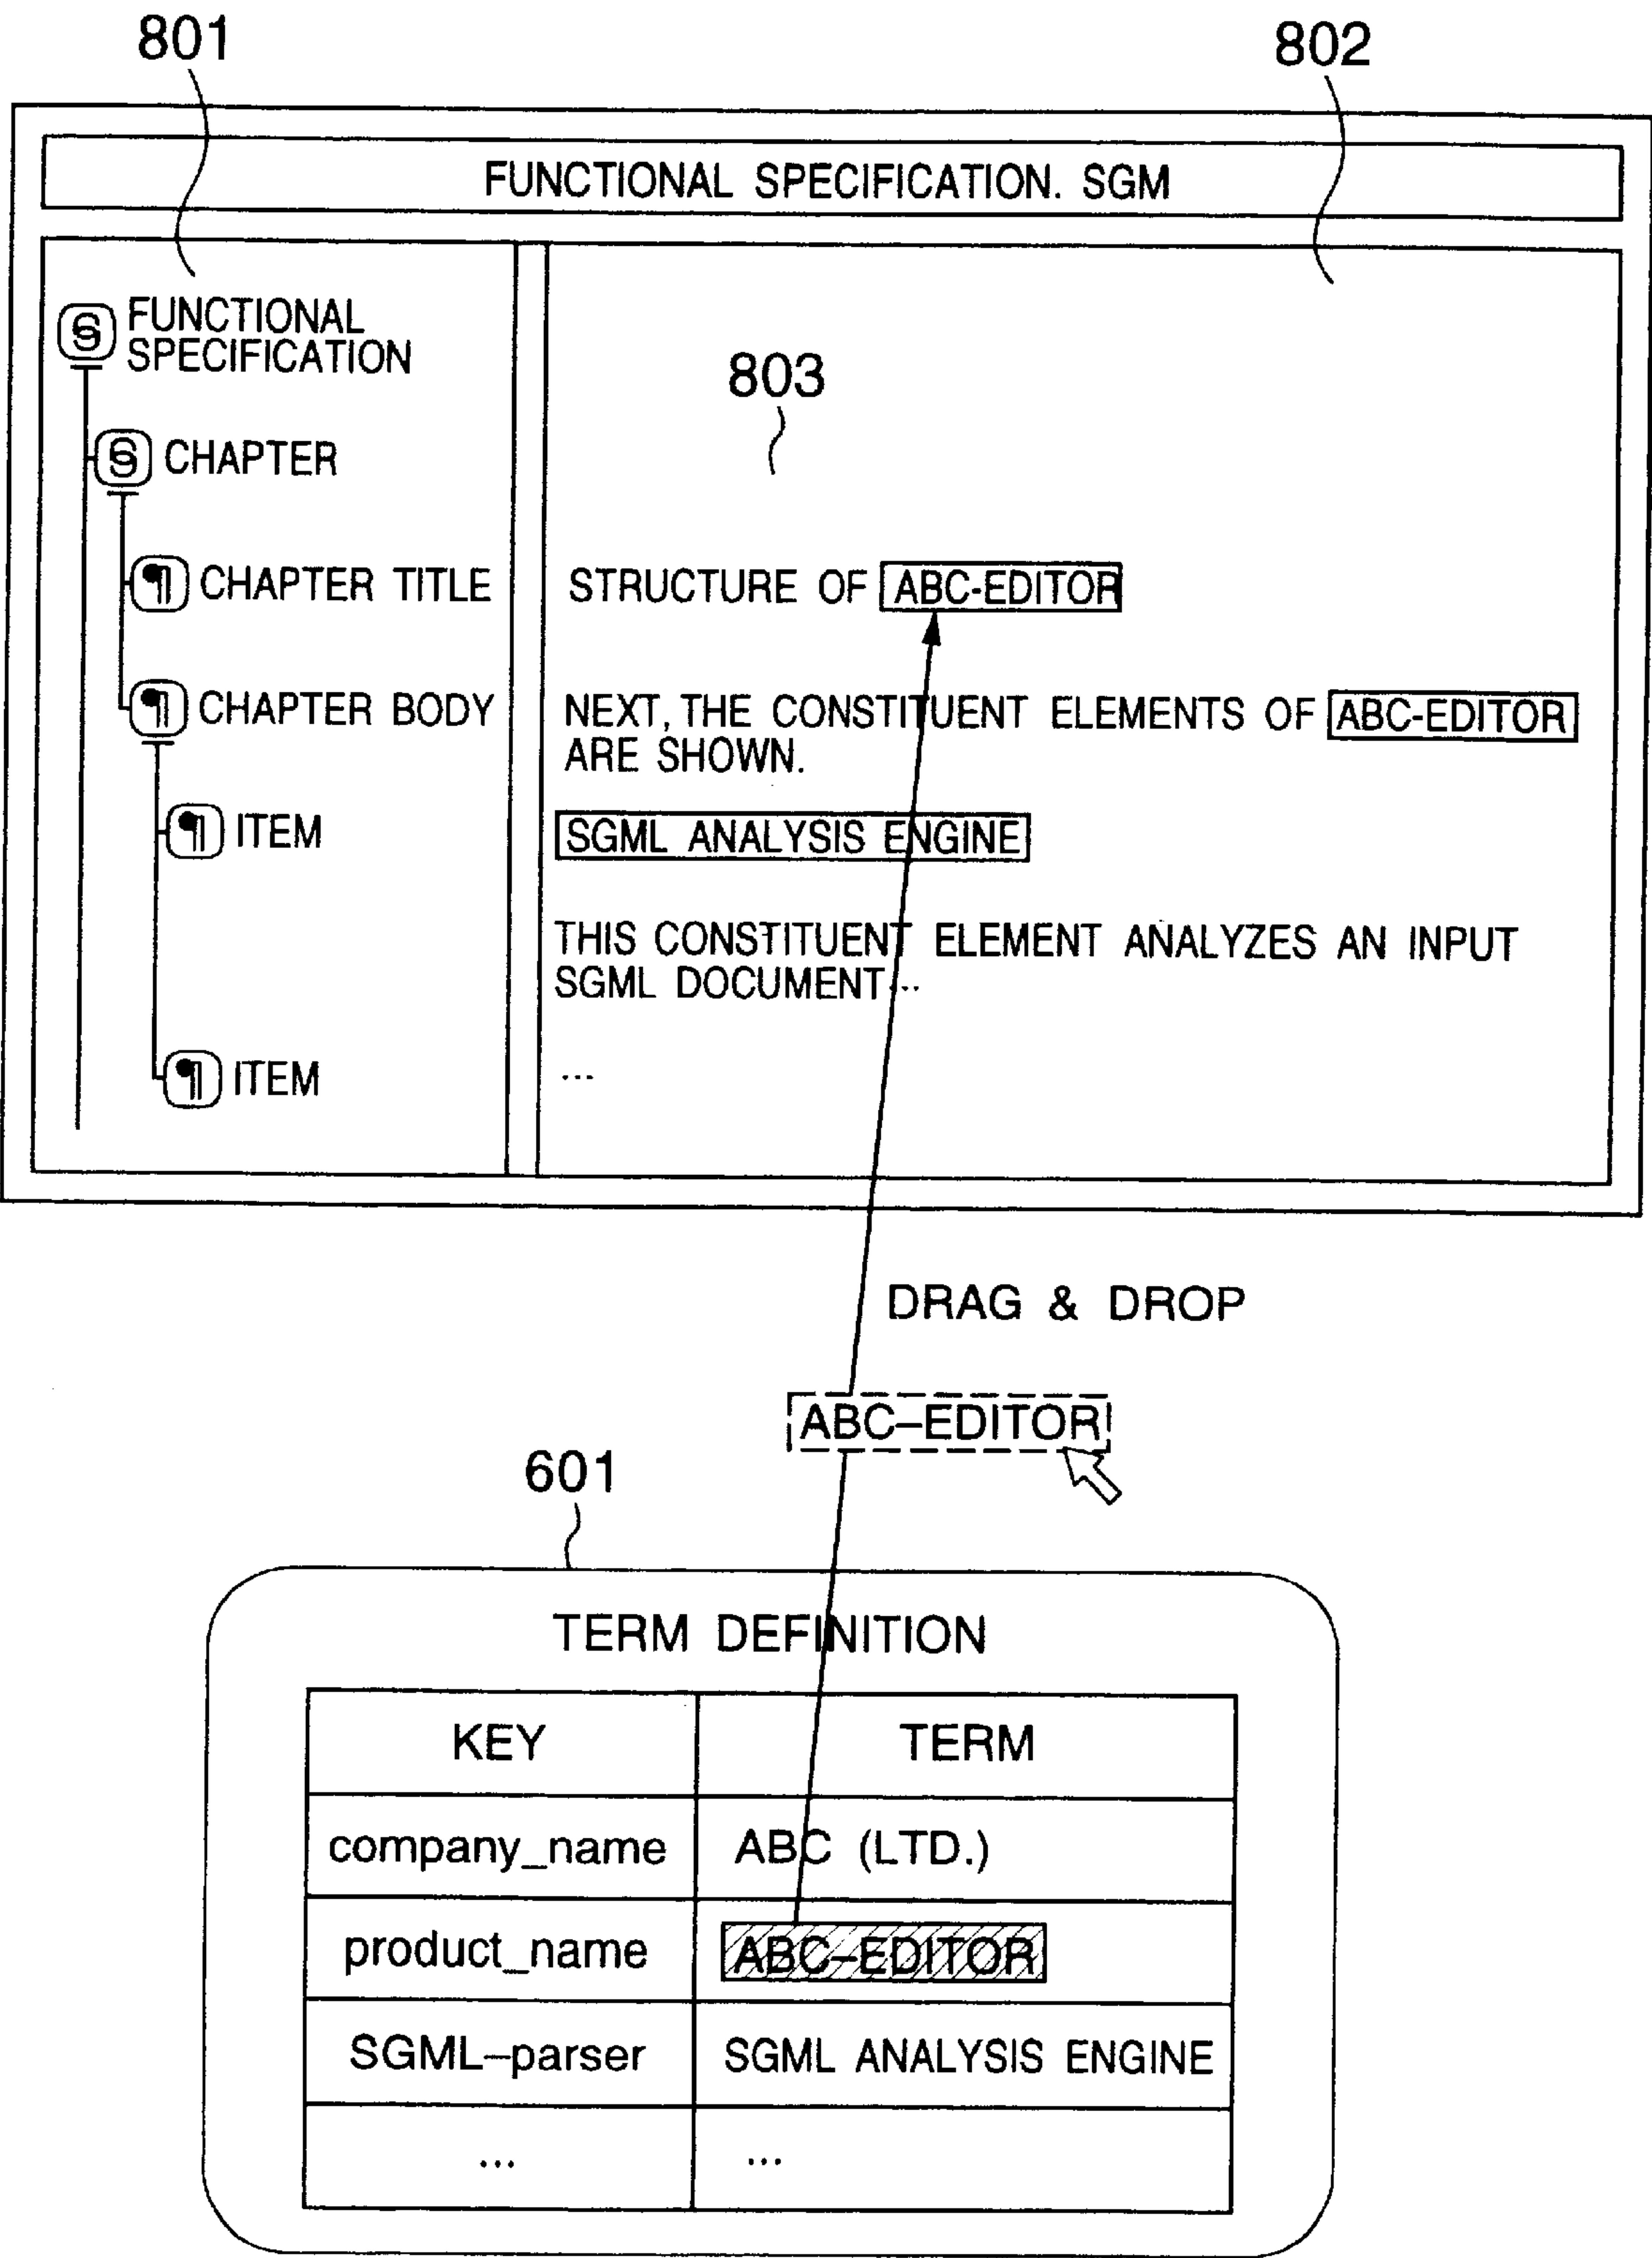 801
802
FUNCTIONAL SPECIFICATION. SGM
§ FUNCTIONAL
SPECIFICATION
803
§ CHAPTER
¶ CHAPTER TITLE
STRUCTURE OF ABC-EDITOR
¶ CHAPTER BODY
NEXT, THE CONSTITUENT ELEMENTS OF ABC-EDITOR
ARE SHOWN.
¶ ITEM
SGML ANALYSIS ENGINE
THIS CONSTITUENT ELEMENT ANALYZES AN INPUT
SGML DOCUMENT...
¶ ITEM
...
DRAG & DROP
ABC–EDITOR
601
TERM DEFINITION
KEY TERM
company_name ABC (LTD.)
product_name ABC–EDITOR
SGML–parser SGML ANALYSIS ENGINE
... ...